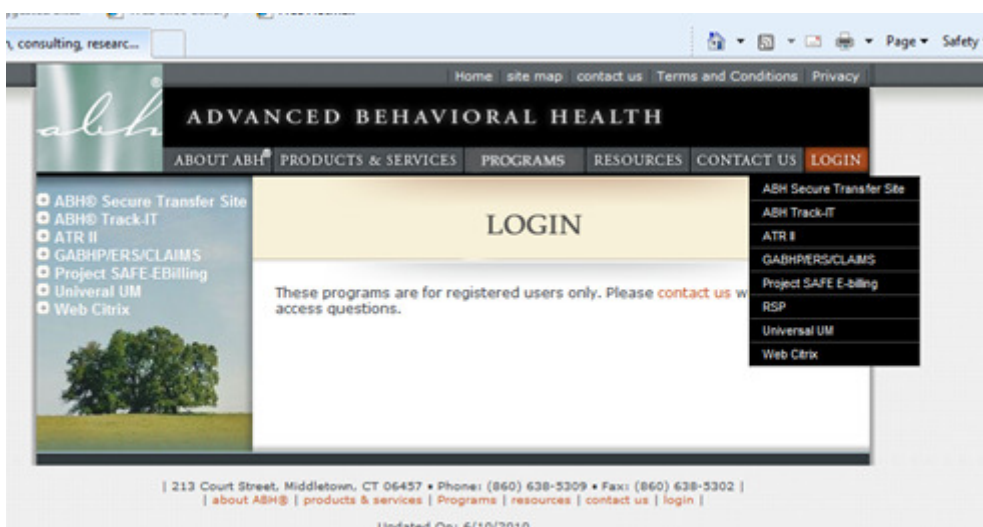 n, consulting, researc...
Page Safety
Home site map contact us Terms and Conditions Privacy
abh®
ADVANCED BEHAVIORAL HEALTH
ABOUT ABH® PRODUCTS & SERVICES PROGRAMS RESOURCES CONTACT US LOGIN
ABH® Secure Transfer Site
ABH® Track-IT
ATR II
GABHP/ERS/CLAIMS
Project SAFE-EBilling
Univeral UM
Web Citrix
LOGIN
These programs are for registered users only. Please contact us w
access questions.
ABH Secure Transfer Site
ABH Track-IT
ATR II
GABHP/ERS/CLAIMS
Project SAFE E-billing
RSP
Universal UM
Web Citrix
| 213 Court Street, Middletown, CT 06457 • Phone: (860) 638-5309 • Fax: (860) 638-5302 |
| about ABH® | products & services | Programs | resources | contact us | login |
Updated On: 6/10/2010